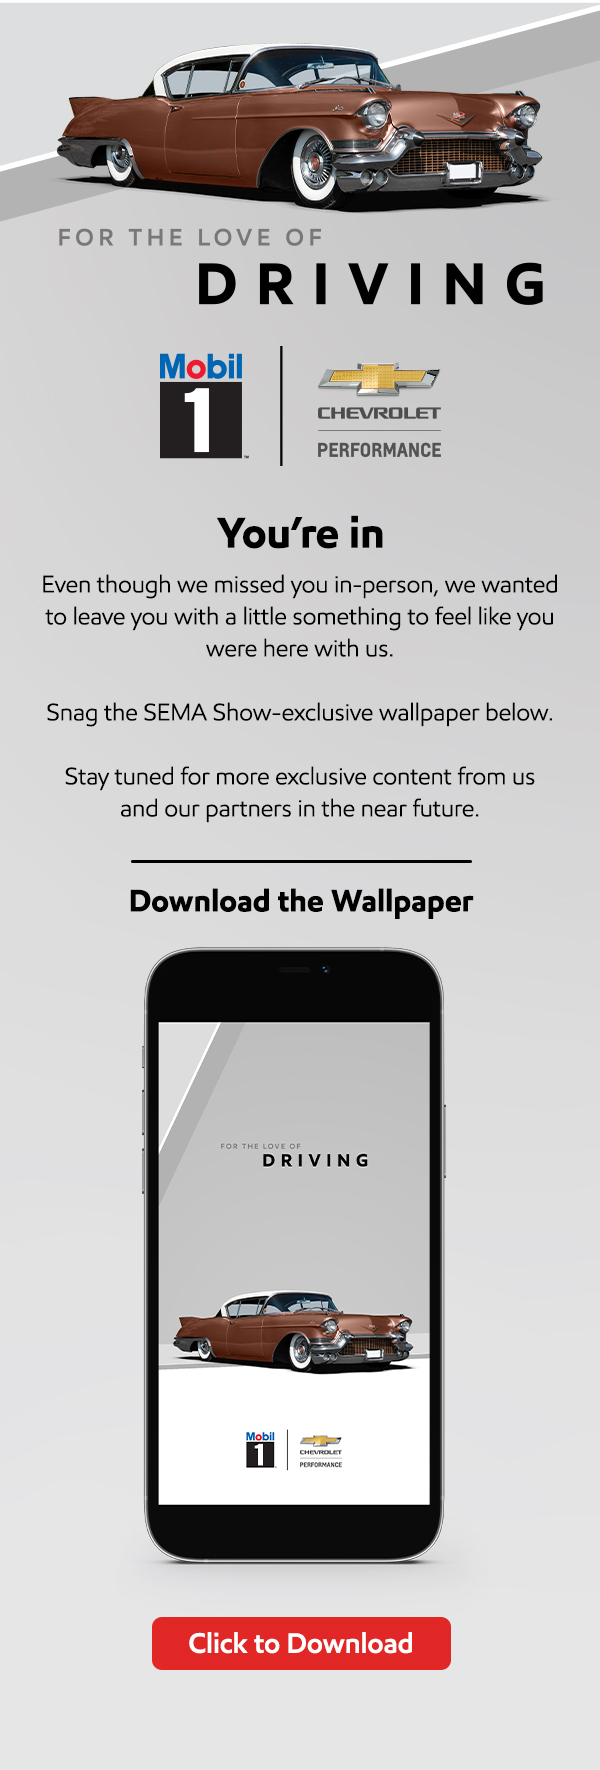 FOR THE LOVE OF
DRIVING
Mobil
1
™
CHEVROLET
PERFORMANCE
You're in
Even though we missed you in-person, we wanted
to leave you with a little something to feel like you
were here with us.
Snag the SEMA Show-exclusive wallpaper below.
Stay tuned for more exclusive content from us
and our partners in the near future.
Download the Wallpaper
FOR THE LOVE OF
DRIVING
Mobil
1
CHEVROLET
PERFORMANCE
Click to Download